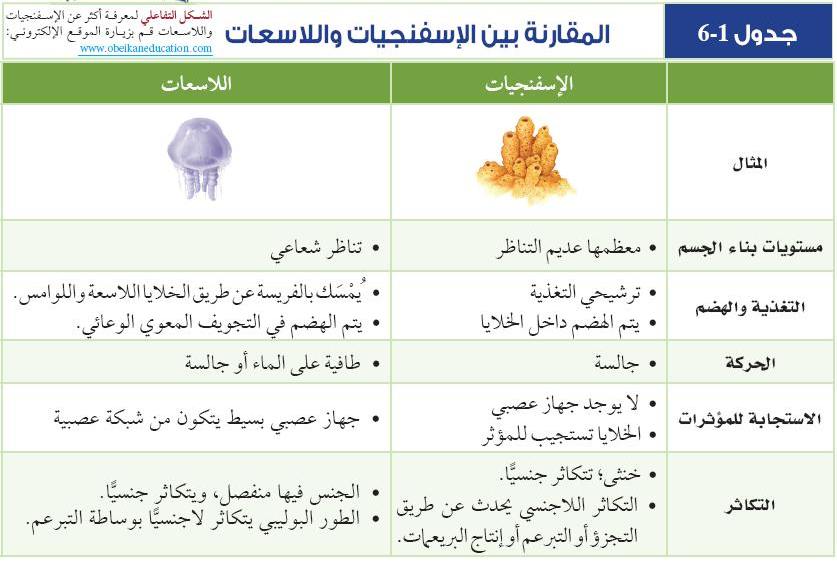 جدول 1-6
المقارنة بين الإسفنجيات واللاسعات
الشكل التفاعلي لمعرفة أكثر عن الإسفنجيات
واللاسعات قم بزيارة الموقع الإلكتروني:
www.obeikaneducation.com
الإسفنجيات
اللاسعات
المثال
مستويات بناء الجسم
• معظمها عديم التناظر
• تناظر شعاعي
التغذية والهضم
• ترشيحي التغذية
• يتم الهضم داخل الخلايا
• يُمْسَك بالفريسة عن طريق الخلايا اللاسعة واللوامس.
• يتم الهضم في التجويف المعوي الوعائي.
الحركة
• جالسة
• طافية على الماء أو جالسة
الاستجابة للمؤثرات
• لا يوجد جهاز عصبي
• الخلايا تستجيب للمؤثر
• جهاز عصبي بسيط يتكون من شبكة عصبية
التكاثر
• خنثى؛ تتكاثر جنسيًّا.
• التكاثر اللاجنسي يحدث عن طريق
التجزؤ أو التبرعم أو إنتاج البريعمات.
• الجنس فيها منفصل، ويتكاثر جنسيًّا.
• الطور البوليبي يتكاثر لاجنسيًّا بوساطة التبرعم.